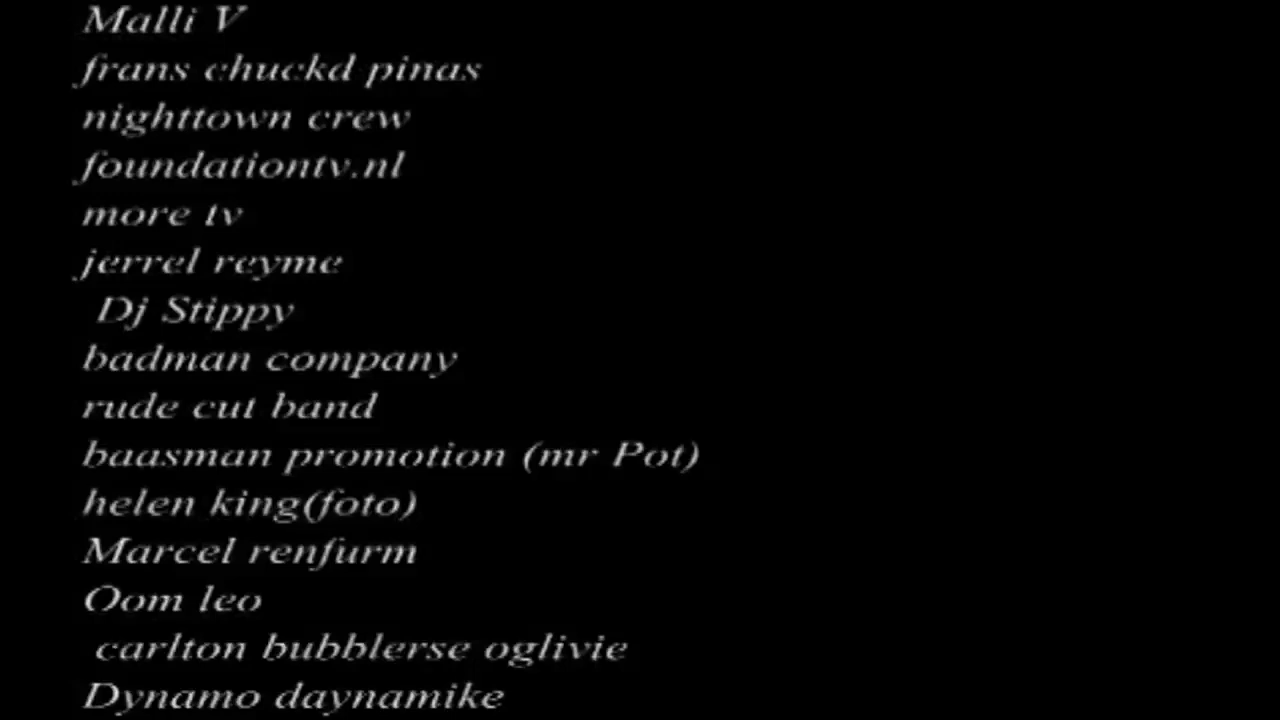 Malli V
frans chuckd pinas
nighttown crew
foundationtv.nl
more tv
jerrel reyme
Dj Stippy
badman company
rude cut band
baasman promotion (mr Pot)
helen king(foto)
Marcel renfurm
Oom leo
carlton bubblerse oglivie
Dynamo daynamike